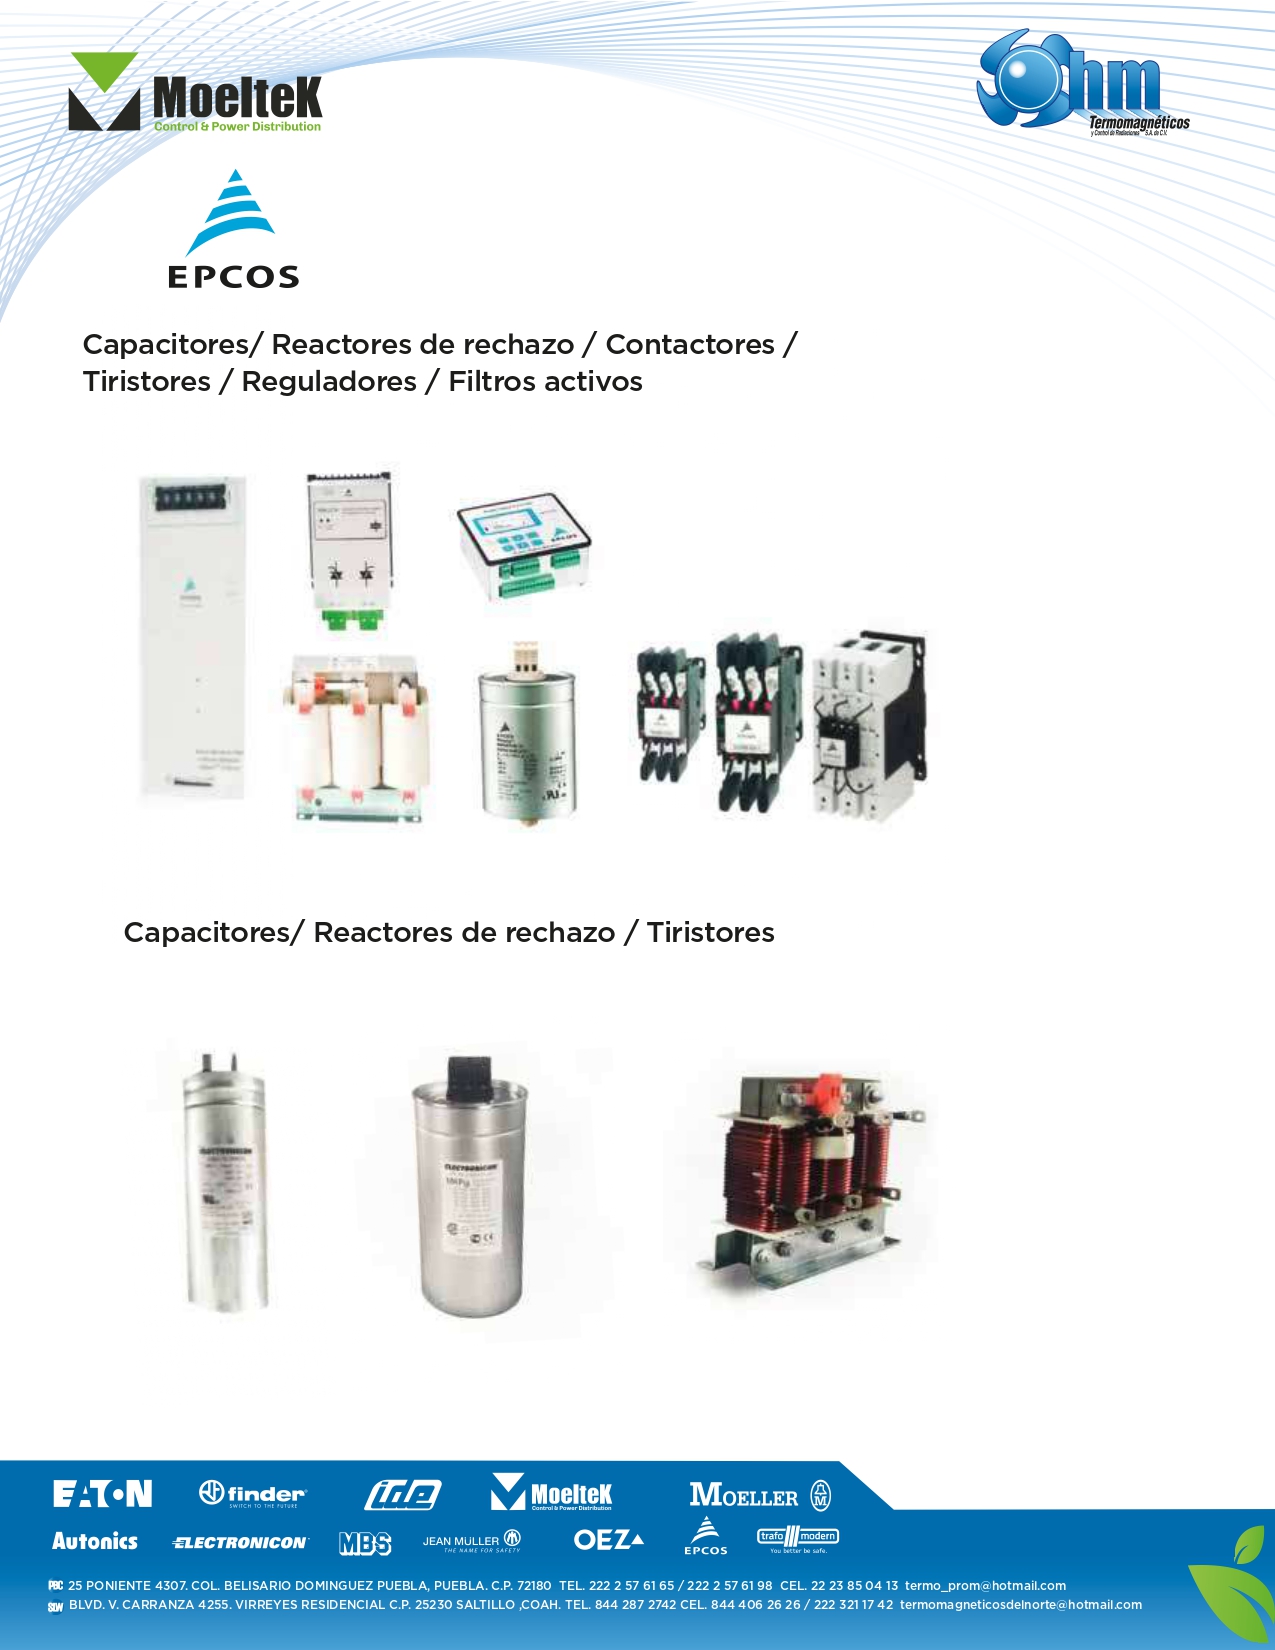 MoelteK
Control & Power Distribution
Ohm
Termomagnéticos
y Control de Radiaciones S.A. de C.V.
EPCOS
Capacitores/ Reactores de rechazo / Contactores /
Tiristores / Reguladores / Filtros activos
EPCOS
Capacitores/ Reactores de rechazo / Tiristores
ELECTRONICON
ELECTRONICON
MKPg
EATON
finder
SWITCH TO THE FUTURE
ide
MoelteK
Control & Power Distribution
MOELLER
Autonics
ELECTRONICON
MBS
JEAN MULLER
THE NAME FOR SAFETY
OEZ
EPCOS
trafo modern
You better be safe.
PBC 25 PONIENTE 4307. COL. BELISARIO DOMINGUEZ PUEBLA, PUEBLA. C.P. 72180 TEL. 222 2 57 61 65 / 222 2 57 61 98 CEL. 22 23 85 04 13 termo_prom@hotmail.com
BLVD. V. CARRANZA 4255. VIRREYES RESIDENCIAL C.P. 25230 SALTILLO ,COAH. TEL. 844 287 2742 CEL. 844 406 26 26 / 222 321 17 42 termomagneticosdelnorte@hotmail.com